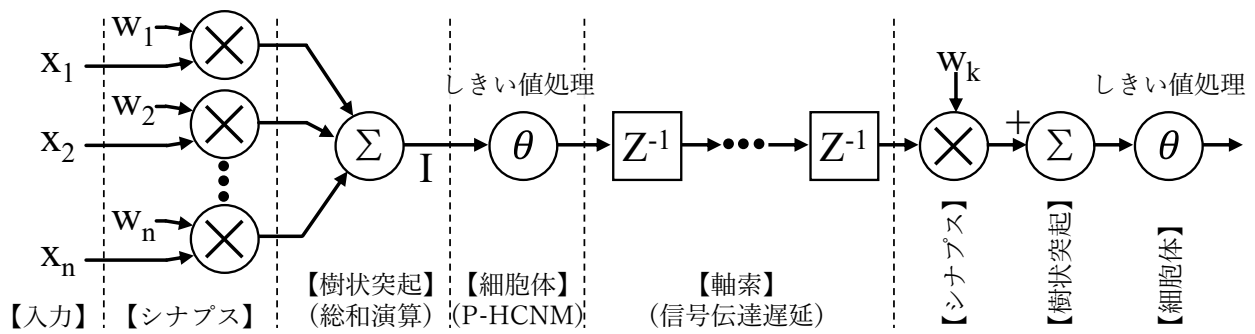 w1
x1
w2
x2
wn
xn
Σ
I
しきい値処理
θ
Z-1
Z-1
wk
+
Σ
しきい値処理
θ
【入力】
【シナプス】
【樹状突起】
(総和演算)
【細胞体】
(P-HCNM)
【軸索】
(信号伝達遅延)
【シナプス】
【樹状突起】
【細胞体】